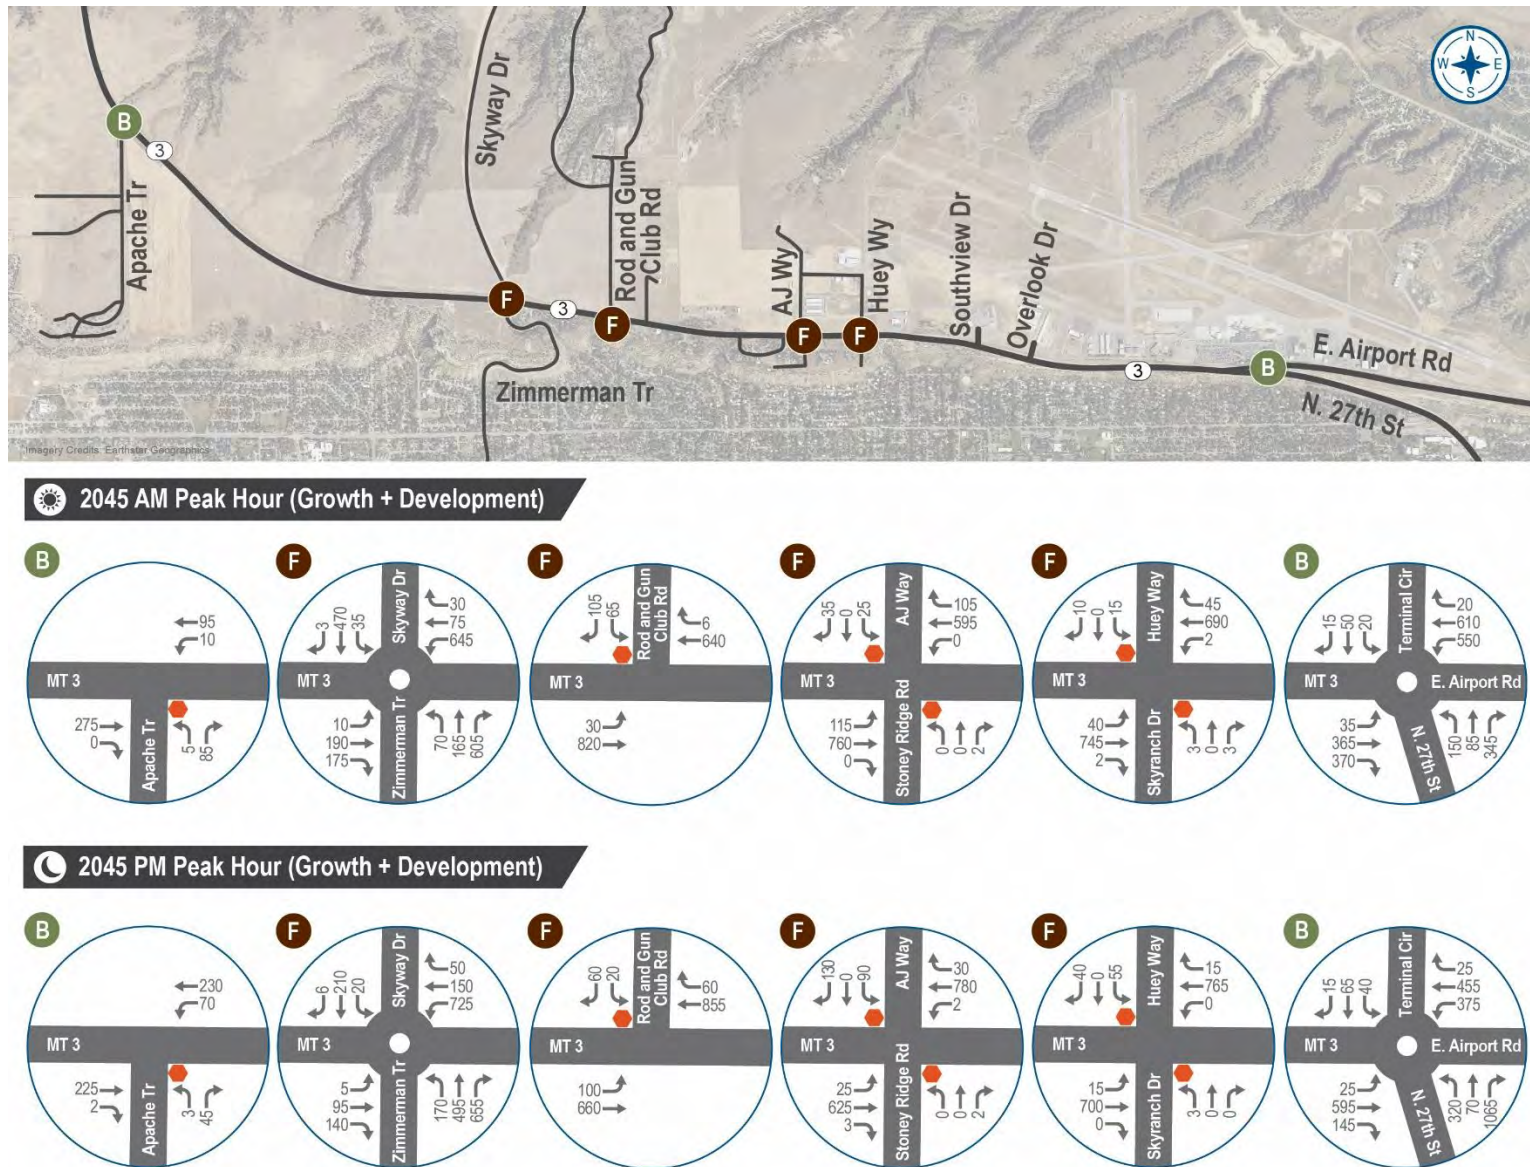 N
W E
S
B
3
Skyway Dr
Apache Tr
Rod and Gun
Club Rd
F
3
F
AJ Wy
Huey Wy
F
F
Southview Dr
Overlook Dr
3
B
E. Airport Rd
N. 27th St
Zimmerman Tr
Imagery Credits: Earthstar Geographics
2045 AM Peak Hour (Growth + Development)
B
95
10
MT 3
275
0
Apache Tr
5
85
F
3
470
35
Skyway Dr
30
75
645
10
190
175
Zimmerman Tr
70
165
605
F
105
65
Rod and Gun
Club Rd
6
640
MT 3
30
820
F
35
0
25
AJ Way
105
595
0
MT 3
115
760
0
Stoney Ridge Rd
0
0
2
F
10
0
15
Huey Way
45
690
2
MT 3
40
745
2
Skyranch Dr
3
0
3
B
15
50
20
Terminal Cir
20
610
550
MT 3
E. Airport Rd
35
365
370
N. 27th St
150
85
345
2045 PM Peak Hour (Growth + Development)
B
230
70
MT 3
225
2
Apache Tr
3
45
F
6
210
20
Skyway Dr
50
150
725
5
95
140
Zimmerman Tr
170
495
655
F
60
20
Rod and Gun
Club Rd
60
855
MT 3
100
660
F
130
0
90
AJ Way
30
780
2
MT 3
25
625
3
Stoney Ridge Rd
0
0
2
F
40
0
55
Huey Way
15
765
0
MT 3
15
700
0
Skyranch Dr
3
0
0
B
15
65
40
Terminal Cir
25
455
375
MT 3
E. Airport Rd
25
595
145
N. 27th St
320
70
1065